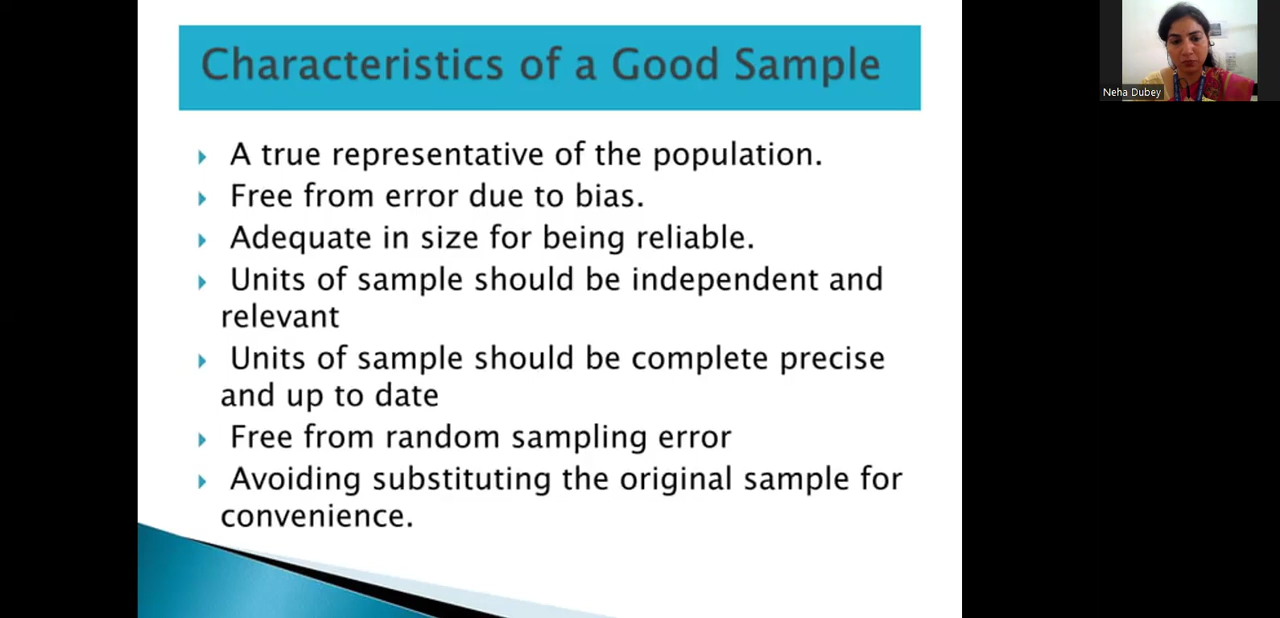 Characteristics of a Good Sample
A true representative of the population.
Free from error due to bias.
Adequate in size for being reliable.
Units of sample should be independent and
relevant
Units of sample should be complete precise
and up to date
Free from random sampling error
Avoiding substituting the original sample for
convenience.
Neha Dubey